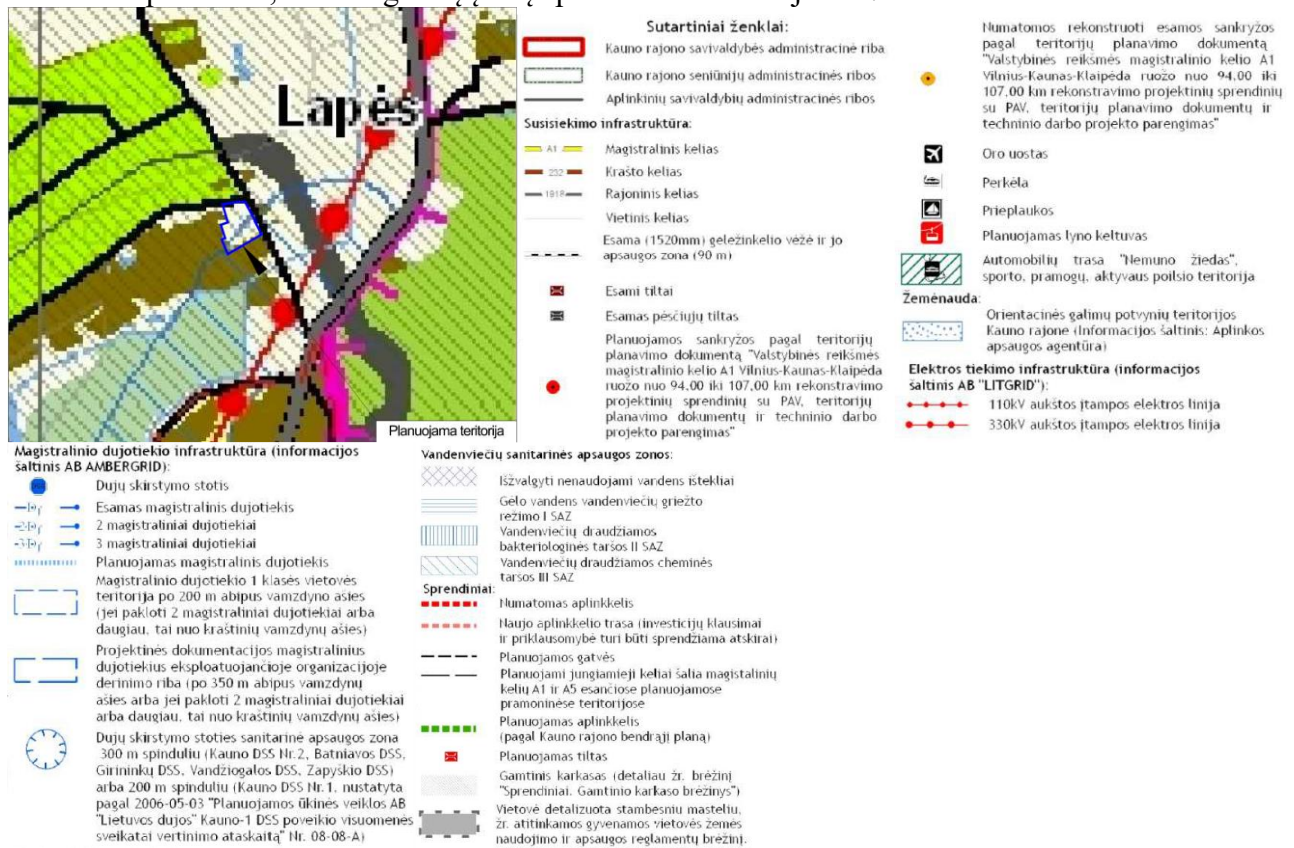 Lapės
Planuojama teritorija
Sutartiniai ženklai:
Kauno rajono savivaldybės administracinė riba
Kauno rajono seniūnijų administracinės ribos
Aplinkinių savivaldybių administracinės ribos
Susisiekimo infrastruktūra:
A1
Magistralinis kelias
232
Krašto kelias
1918
Rajoninis kelias
Vietinis kelias
Esama (1520mm) geležinkelio vėžė ir jo
apsaugos zona (90 m)
Esami tiltai
Esamas pėsčiųjų tiltas
Planuojamos sankryžos pagal teritorijų
planavimo dokumentą "Valstybinės reikšmės
magistralinio kelio A1 Vilnius-Kaunas-Klaipėda
ruožo nuo 94.00 iki 107,00 km rekonstravimo
projektinių sprendinių su PAV, teritorijų
planavimo dokumentų ir techninio darbo
projekto parengimas"
Numatomos rekonstruoti esamos sankryžos
pagal teritorijų planavimo dokumentą
"Valstybinės reikšmės magistralinio kelio A1
Vilnius-Kaunas-Klaipėda ruožo nuo 94.00 iki
107,00 km rekonstravimo projektinių sprendinių
su PAV, teritorijų planavimo dokumentų ir
techninio darbo projekto parengimas"
Oro uostas
Perkėla
Prieplaukos
Planuojamas lyno keltuvas
Automobilių trasa "Nemuno žiedas",
sporto, pramogų, aktyvaus poilsio teritorija
Žemėnauda:
Orientacinės galimų potvynių teritorijos
Kauno rajone (Informacijos šaltinis: Aplinkos
apsaugos agentūra)
Elektros tiekimo infrastruktūra (informacijos
šaltinis AB "LITGRID"):
110kV aukštos įtampos elektros linija
330kV aukštos įtampos elektros linija
Magistralinio dujotiekio infrastruktūra (informacijos
šaltinis AB AMBERGRID):
Dujų skirstymo stotis
Esamas magistralinis dujotiekis
2 magistraliniai dujotiekiai
3 magistraliniai dujotiekiai
Planuojamas magistralinis dujotiekis
Magistralinio dujotiekio 1 klasės vietovės
teritorija po 200 m abipus vamzdyno ašies
(jei pakloti 2 magistraliniai dujotiekiai arba
daugiau, tai nuo kraštinių vamzdynų ašies)
Projektinės dokumentacijos magistralinius
dujotiekius eksploatuojančioje organizacijoje
derinimo riba (po 350 m abipus vamzdynų
ašies arba jei pakloti 2 magistraliniai dujotiekiai
arba daugiau, tai nuo kraštinių vamzdynų ašies)
Dujų skirstymo stoties sanitarinė apsaugos zona
300 m spinduliu (Kauno DSS Nr.2, Batniavos DSS,
Girininkų DSS, Vandžiogalos DSS, Zapyškio DSS)
arba 200 m spinduliu (Kauno DSS Nr.1, nustatyta
pagal 2006-05-03 "Planuojamos ūkinės veiklos AB
"Lietuvos dujos" Kauno-1 DSS poveikio visuomenės
sveikatai vertinimo ataskaitą" Nr. 08-08-A)
Vandenviečių sanitarinės apsaugos zonos:
Išžvalgyti nenaudojami vandens ištekliai
Gėlo vandens vandenviečių griežto
režimo I SAZ
Vandenviečių draudžiamos
bakteriologinės taršos II SAZ
Vandenviečių draudžiamos cheminės
taršos III SAZ
Sprendiniai:
Numatomas aplinkkelis
Naujo aplinkkelio trasa (investicijų klausimai
ir priklausomybė turi būti sprendžiama atskirai)
Planuojamos gatvės
Planuojami jungiamieji keliai šalia magistalinių
kelių A1 ir A5 esančiose planuojamose
pramoninėse teritorijose
Planuojamas aplinkkelis
(pagal Kauno rajono bendrąjį planą)
Planuojamas tiltas
Gamtinis karkasas (detaliau žr. brėžinį
"Sprendiniai. Gamtinio karkaso brėžinys")
Vietovė detalizuota stambesniu masteliu,
žr. atitinkamos gyvenamos vietovės žemės
naudojimo ir apsaugos reglamentų brėžinį.